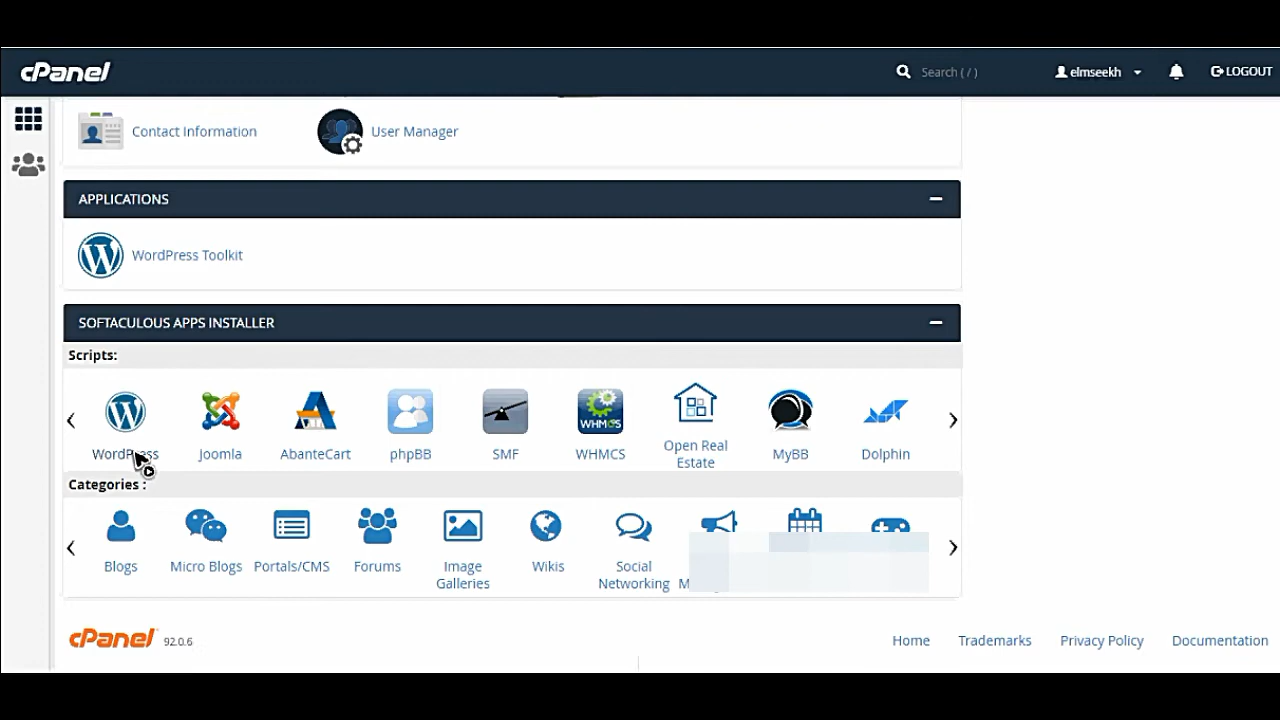 cPanel
Search ( / )
elmseekh
LOGOUT
Contact Information
User Manager
APPLICATIONS
WordPress Toolkit
SOFTACULOUS APPS INSTALLER
Scripts:
WordPress
Joomla
AbanteCart
phpBB
SMF
WHMCS
WHMCS
Open Real
Estate
MyBB
Dolphin
Categories :
Blogs
Micro Blogs
Portals/CMS
Forums
Image
Galleries
Wikis
Social
Networking
cPanel
92.0.6
Home
Trademarks
Privacy Policy
Documentation